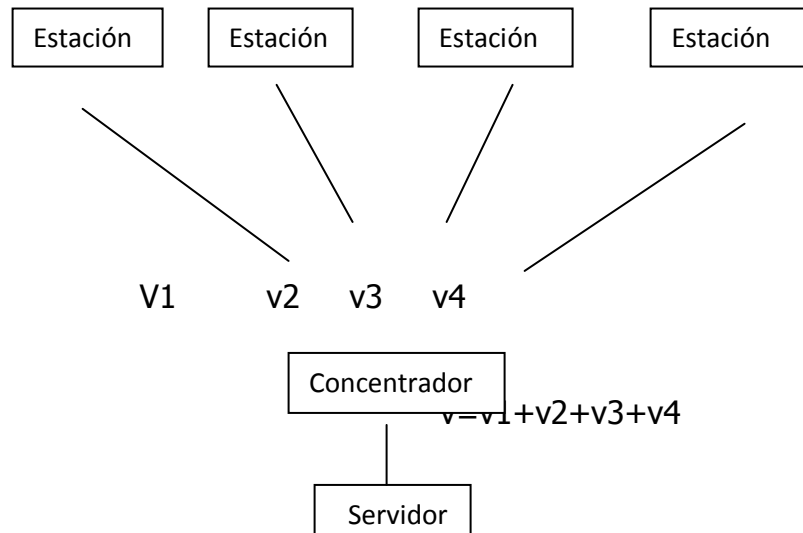 Estación Estación Estación Estación
V1 v2 v3 v4
Concentrador
v=v1+v2+v3+v4
Servidor